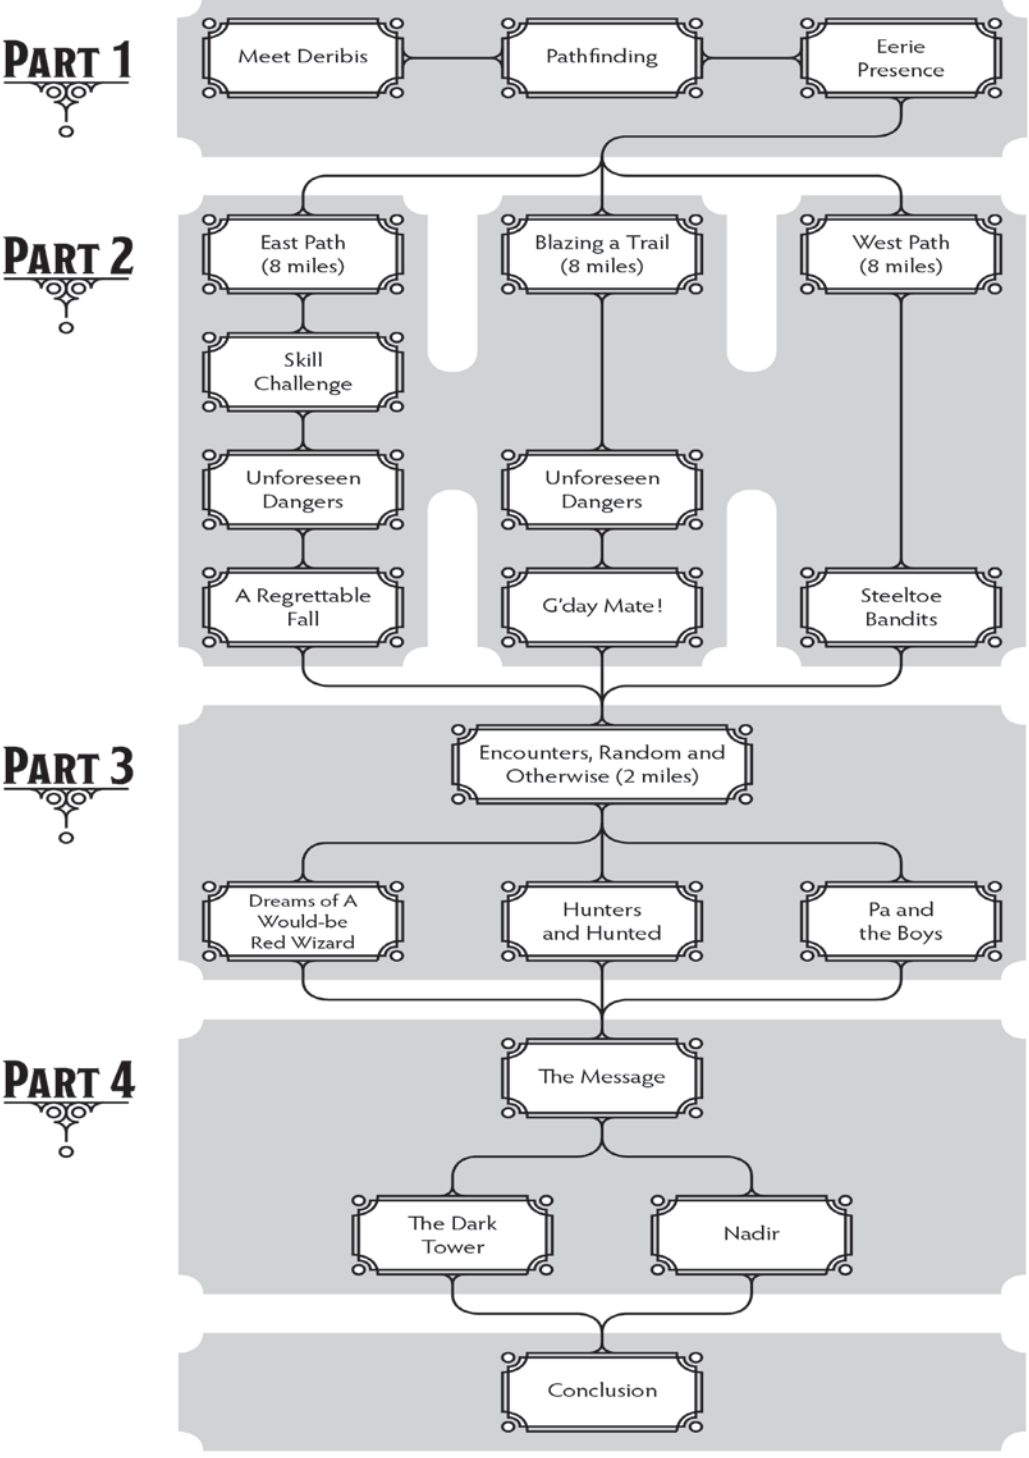 PART 1
Meet Deribis
Pathfinding
Eerie
Presence
PART 2
East Path
(8 miles)
Blazing a Trail
(8 miles)
West Path
(8 miles)
Skill
Challenge
Unforeseen
Dangers
Unforeseen
Dangers
A Regrettable
Fall
G'day Mate!
Steeltoe
Bandits
PART 3
Encounters, Random and
Otherwise (2 miles)
Dreams of A
Would-be
Red Wizard
Hunters
and Hunted
Pa and
the Boys
PART 4
The Message
The Dark
Tower
Nadir
Conclusion